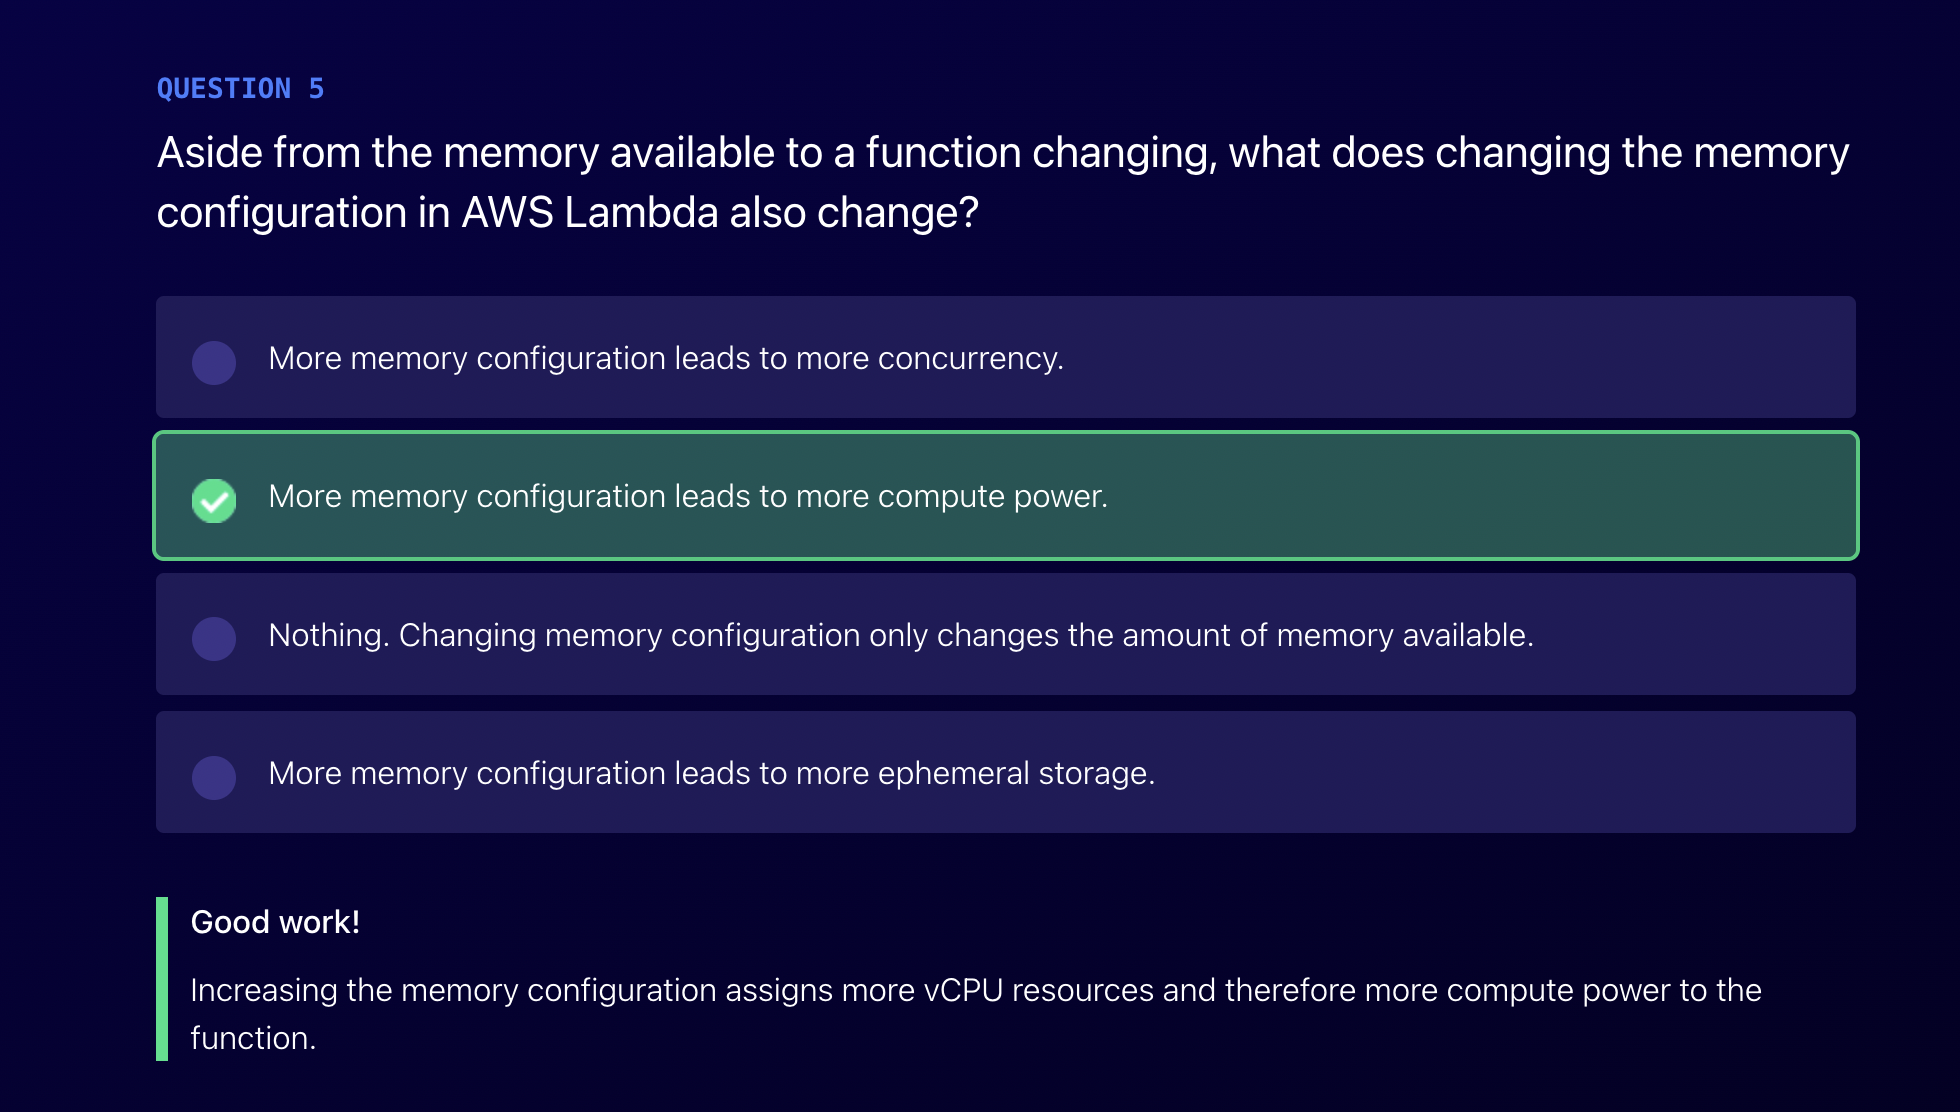 QUESTION 5
Aside from the memory available to a function changing, what does changing the memory
configuration in AWS Lambda also change?
More memory configuration leads to more concurrency.
More memory configuration leads to more compute power.
Nothing. Changing memory configuration only changes the amount of memory available.
More memory configuration leads to more ephemeral storage.
Good work!
Increasing the memory configuration assigns more vCPU resources and therefore more compute power to the
function.